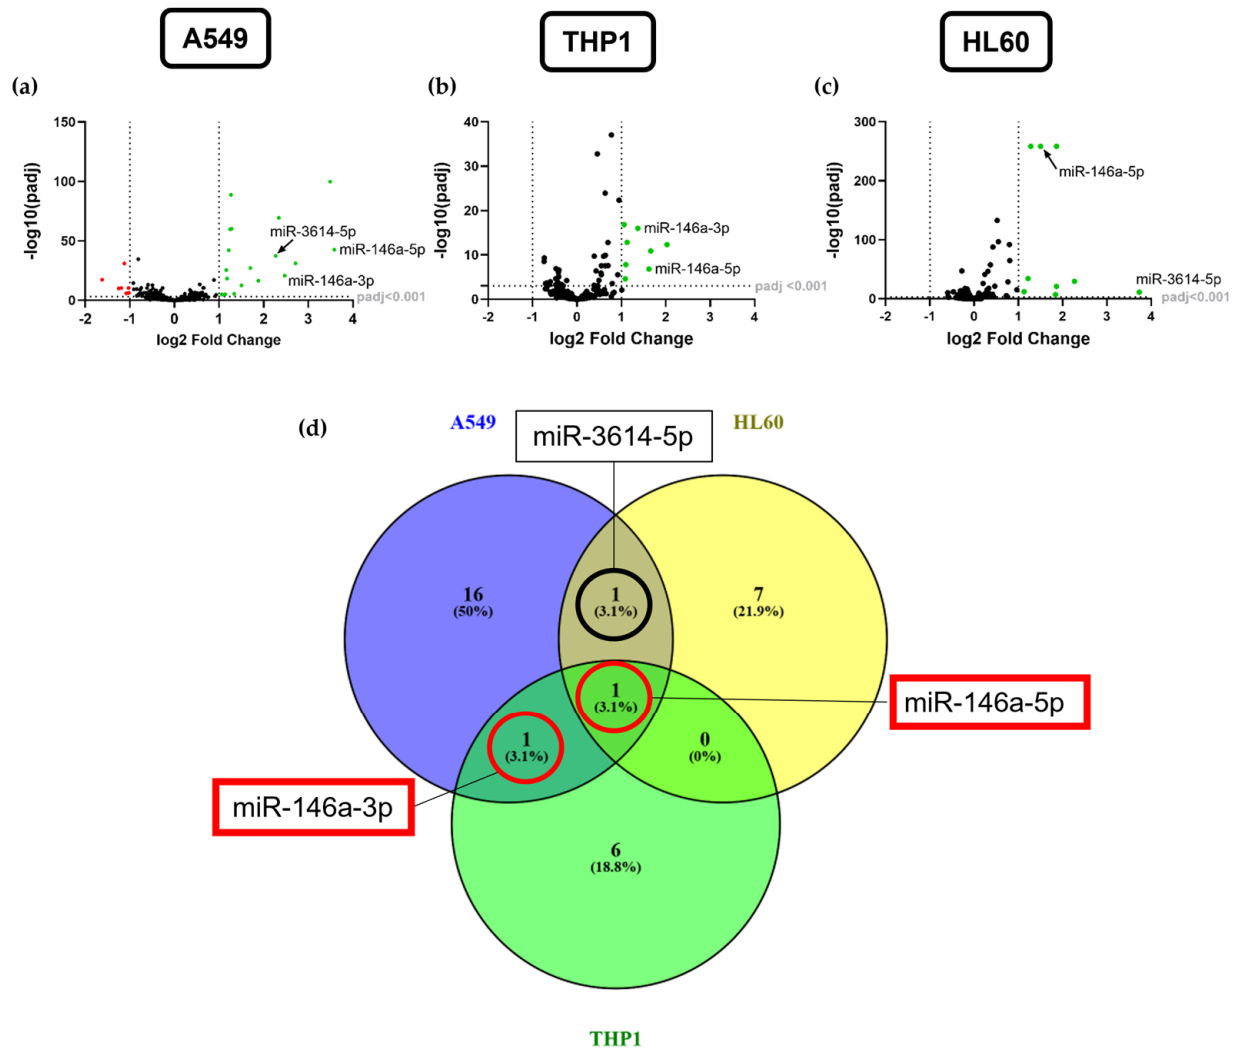 A549
THP1
HL60
(a)
(b)
(c)
-log10(padj)
150
100
50
0
-2
-1
0
1
2
3
4
log2 Fold Change
miR-3614-5p
miR-146a-5p
miR-146a-3p
padj<0.001
-log10(padj)
40
30
20
10
0
-2
-1
0
1
2
3
4
log2 Fold Change
miR-146a-3p
miR-146a-5p
padj <0.001
-log10(padj)
300
200
100
0
-2
-1
0
1
2
3
4
log2 Fold Change
miR-146a-5p
miR-3614-5p
padj<0.001
(d)
A549
miR-3614-5p
HL60
16
(50%)
1
(3.1%)
7
(21.9%)
1
(3.1%)
miR-146a-5p
1
(3.1%)
0
(0%)
miR-146a-3p
6
(18.8%)
THP1